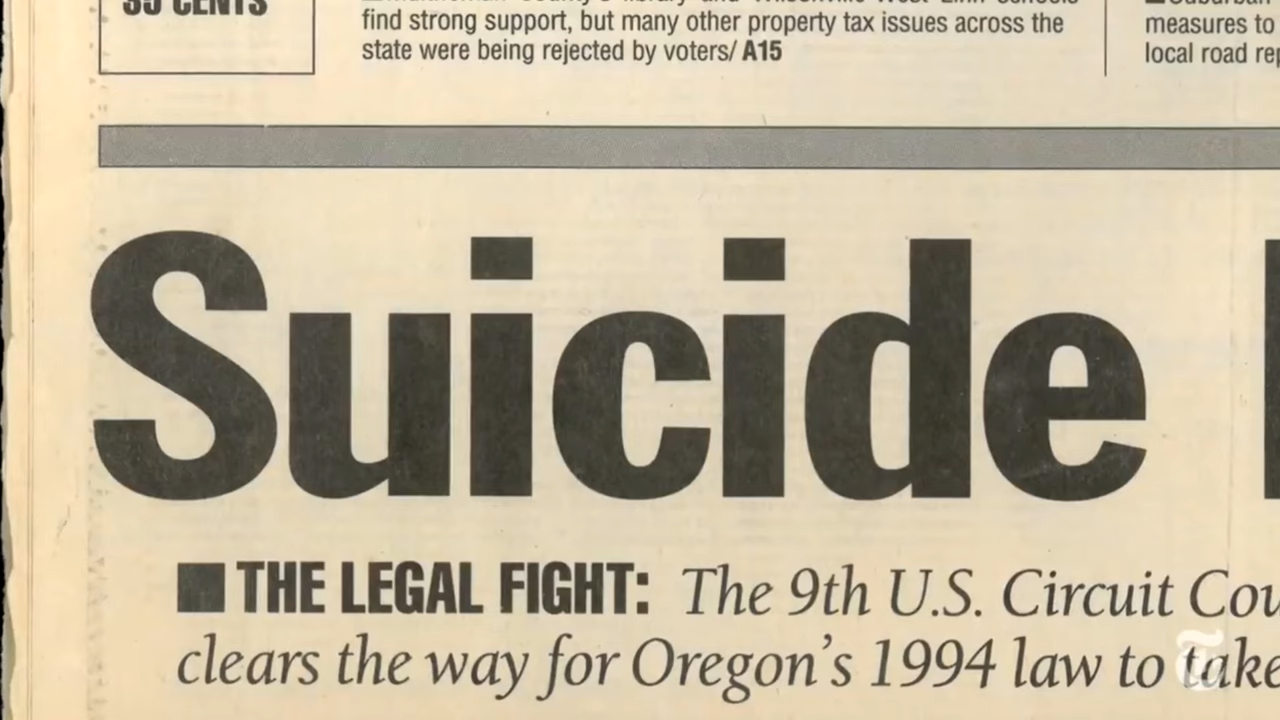 35 CENTS
find strong support, but many other property tax issues across the
state were being rejected by voters/ A15
measures to
local road rep
Suicide
THE LEGAL FIGHT: The 9th U.S. Circuit Cou
clears the way for Oregon's 1994 law to take